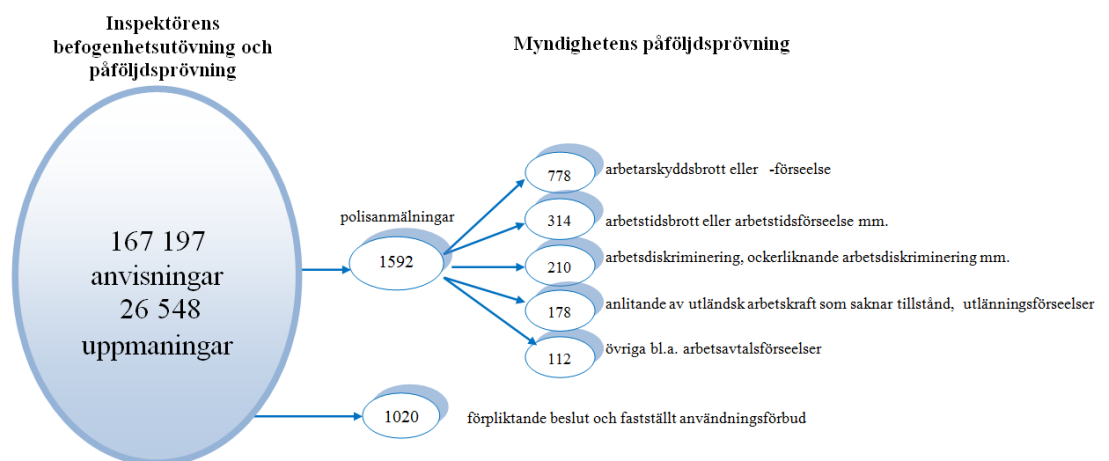 Inspektörens
befogenhetsutövning och
påföljdsprövning
Myndighetens påföljdsprövning
167 197
anvisningar
26 548
uppmaningar
polisanmälningar
1592
778
arbetarskyddsbrott eller -förseelse
314
arbetstidsbrott eller arbetstidsförseelse mm.
210
arbetsdiskriminering, ockerliknande arbetsdiskriminering mm.
178
anlitande av utländsk arbetskraft som saknar tillstånd, utlänningsförseelser
112
övriga bl.a. arbetsavtalsförseelser
1020
förpliktande beslut och fastställt användningsförbud